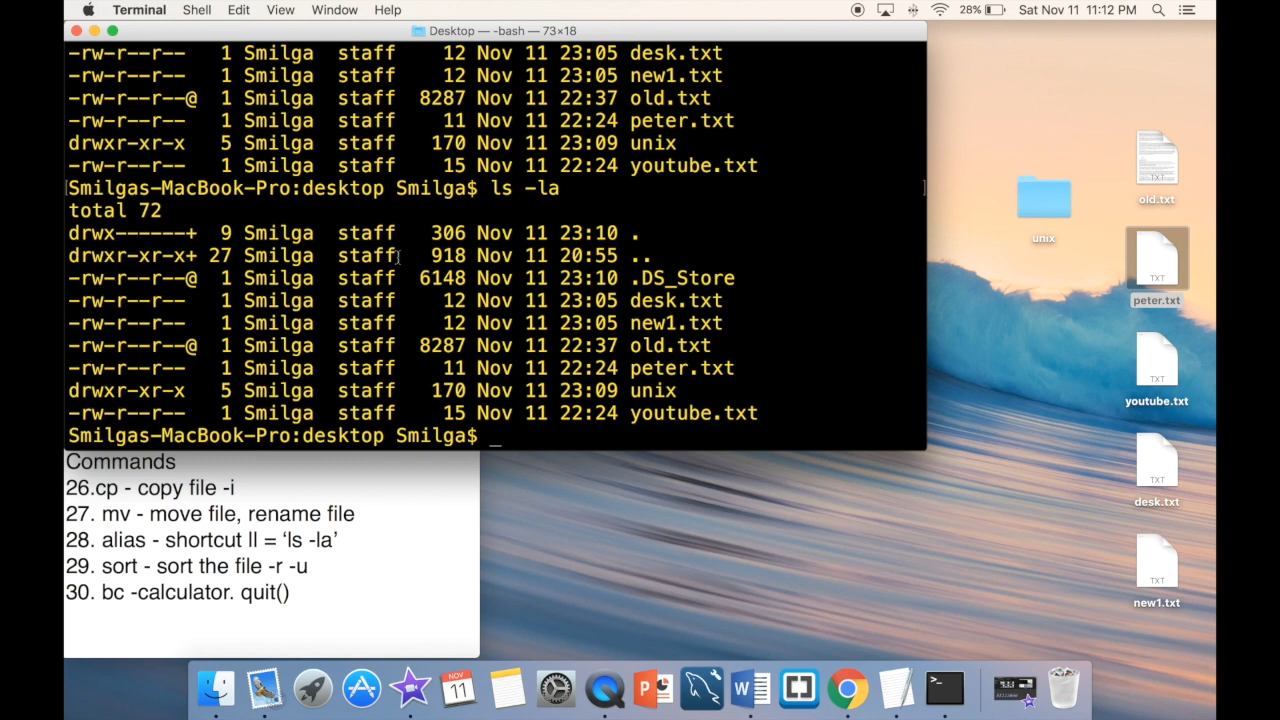 Terminal Shell Edit View Window Help 28% Sat Nov 11 11:12 PM
Desktop — -bash — 73×18
-rw-r--r-- 1 Smilga staff 12 Nov 11 23:05 desk.txt
-rw-r--r-- 1 Smilga staff 12 Nov 11 23:05 new1.txt
-rw-r--r--@ 1 Smilga staff 8287 Nov 11 22:37 old.txt
-rw-r--r-- 1 Smilga staff 11 Nov 11 22:24 peter.txt
drwxr-xr-x 5 Smilga staff 170 Nov 11 23:09 unix
-rw-r--r-- 1 Smilga staff 15 Nov 11 22:24 youtube.txt
Smilgas-MacBook-Pro:desktop Smilga$ ls -la
total 72
drwx------+ 9 Smilga staff 306 Nov 11 23:10 .
drwxr-xr-x+ 27 Smilga staff 918 Nov 11 20:55 ..
-rw-r--r--@ 1 Smilga staff 6148 Nov 11 23:10 .DS_Store
-rw-r--r-- 1 Smilga staff 12 Nov 11 23:05 desk.txt
-rw-r--r-- 1 Smilga staff 12 Nov 11 23:05 new1.txt
-rw-r--r--@ 1 Smilga staff 8287 Nov 11 22:37 old.txt
-rw-r--r-- 1 Smilga staff 11 Nov 11 22:24 peter.txt
drwxr-xr-x 5 Smilga staff 170 Nov 11 23:09 unix
-rw-r--r-- 1 Smilga staff 15 Nov 11 22:24 youtube.txt
Smilgas-MacBook-Pro:desktop Smilga$ _
Commands
26.cp - copy file -i
27. mv - move file, rename file
28. alias - shortcut ll = ‘ls -la’
29. sort - sort the file -r -u
30. bc -calculator. quit()
unix
TXT
old.txt
TXT
peter.txt
TXT
youtube.txt
TXT
desk.txt
TXT
new1.txt
NOV
11
P
W
>_